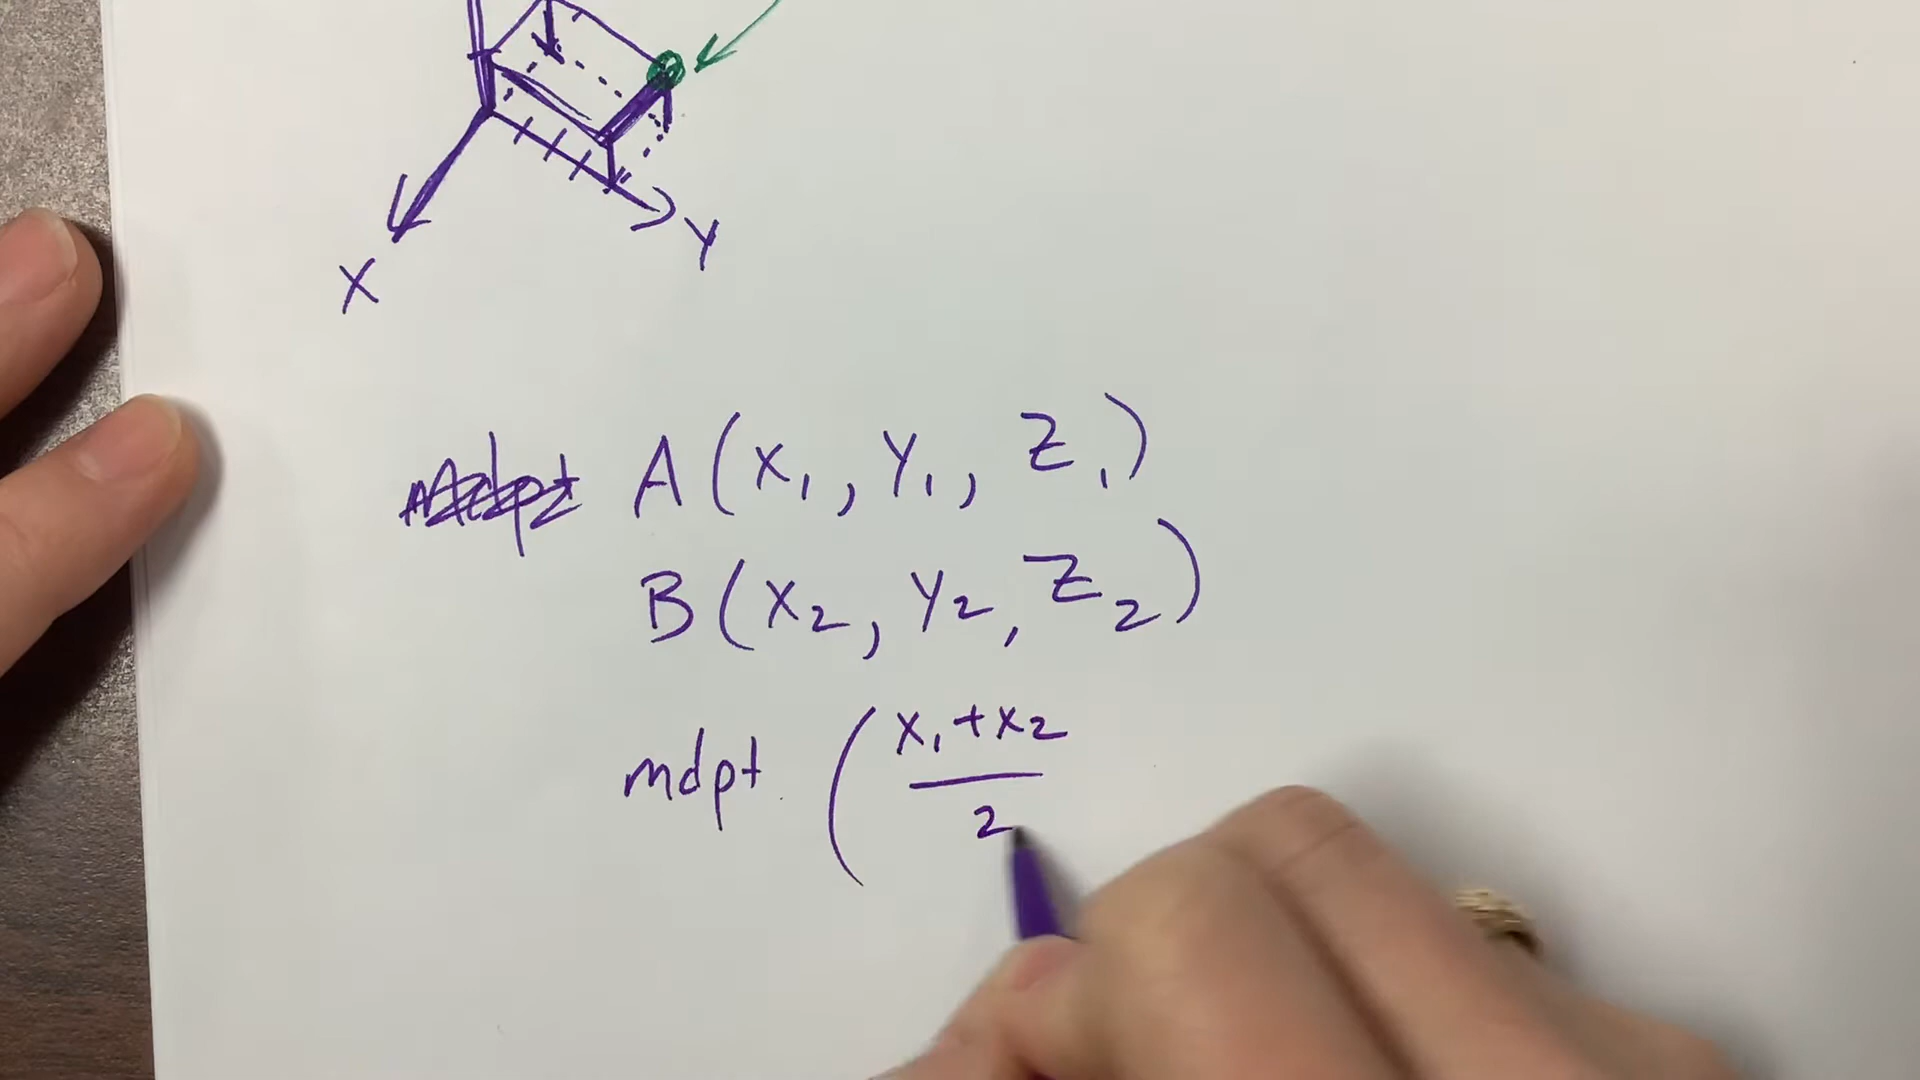 Y
X
A(X₁, Y₁, Z₁)
B(X₂, Y₂, Z₂)
mdpt (X₁+X₂
2